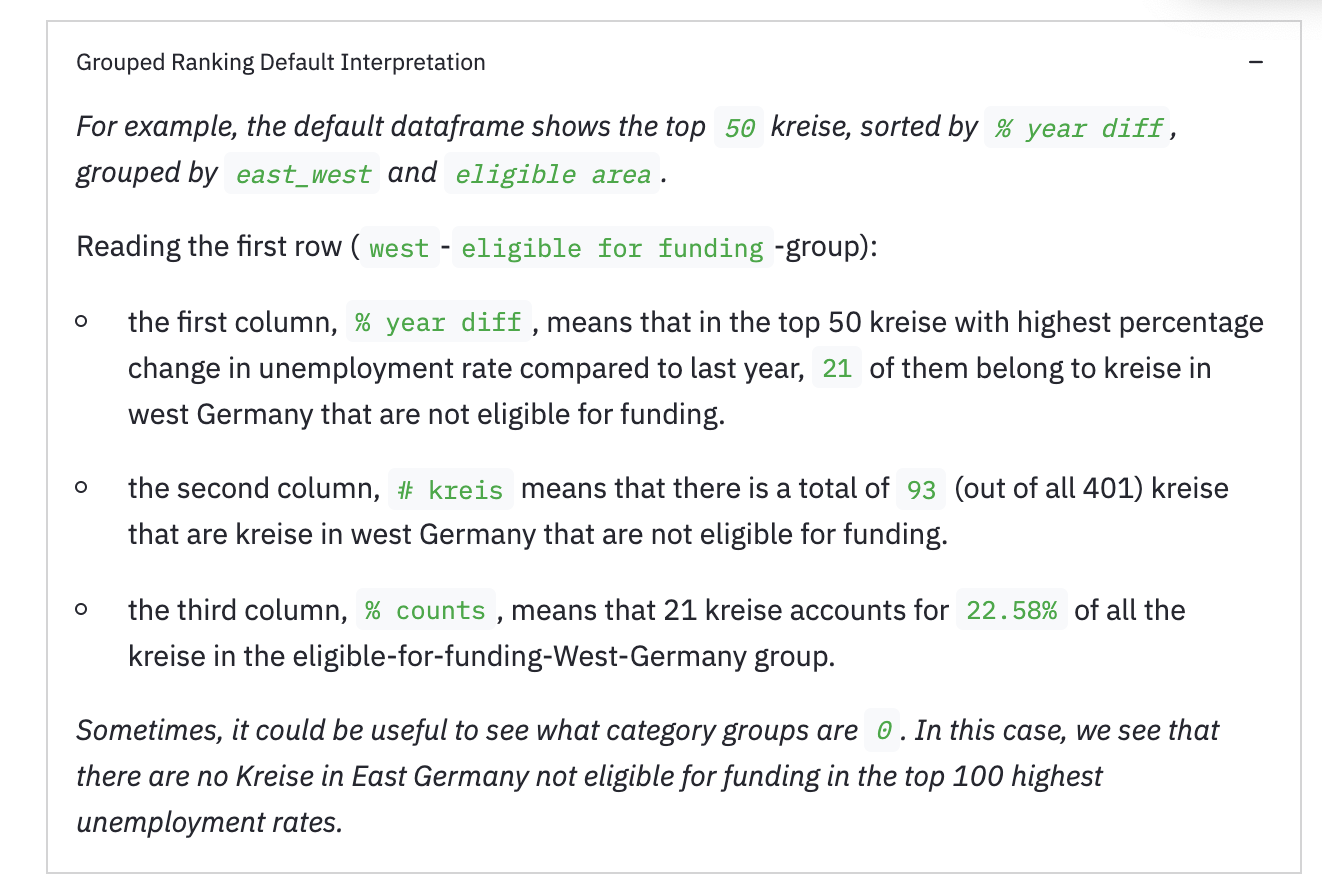 Grouped Ranking Default Interpretation
For example, the default dataframe shows the top 50 kreise, sorted by % year diff,
grouped by east_west and eligible area.
Reading the first row ( west - eligible for funding -group):
the first column, % year diff, means that in the top 50 kreise with highest percentage
change in unemployment rate compared to last year, 21 of them belong to kreise in
west Germany that are not eligible for funding.
the second column, # kreis means that there is a total of 93 (out of all 401) kreise
that are kreise in west Germany that are not eligible for funding.
the third column, % counts, means that 21 kreise accounts for 22.58% of all the
kreise in the eligible-for-funding-West-Germany group.
Sometimes, it could be useful to see what category groups are 0. In this case, we see that
there are no Kreise in East Germany not eligible for funding in the top 100 highest
unemployment rates.